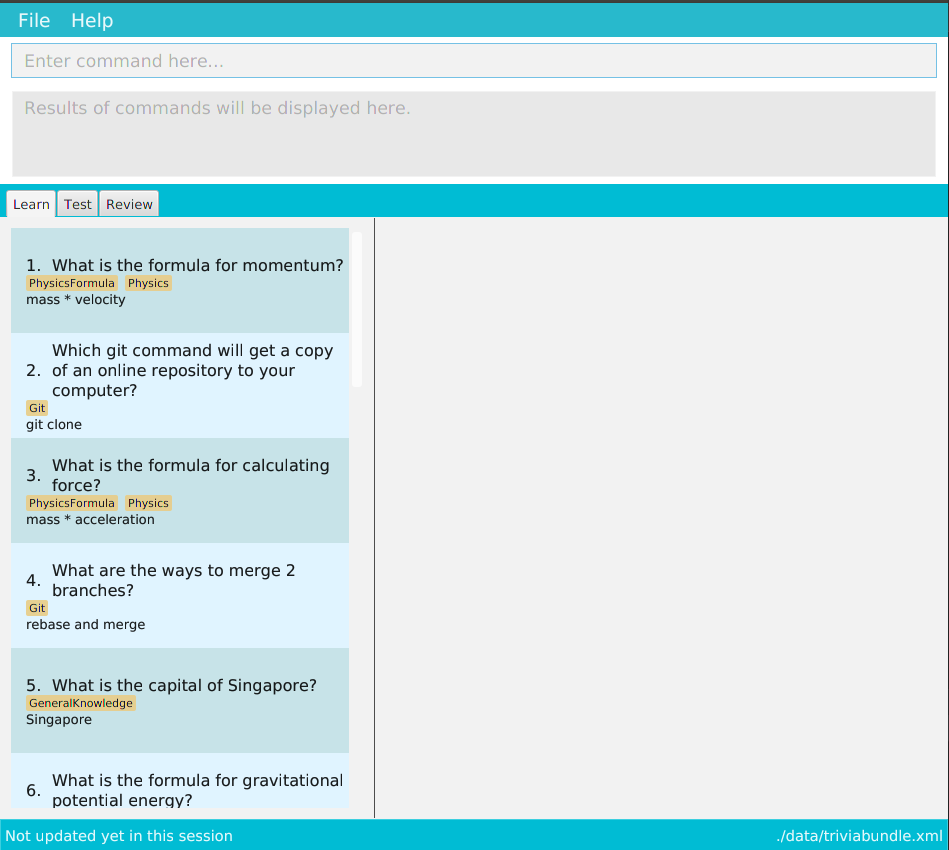 File Help
Enter command here...
Results of commands will be displayed here.
Learn Test Review
1. What is the formula for momentum?
PhysicsFormula Physics
mass * velocity
Which git command will get a copy
2. of an online repository to your
computer?
Git
git clone
What is the formula for calculating
3. force?
PhysicsFormula Physics
mass * acceleration
What are the ways to merge 2
4. branches?
Git
rebase and merge
5. What is the capital of Singapore?
GeneralKnowledge
Singapore
What is the formula for gravitational
6. potential energy?
Not updated yet in this session ./data/triviabundle.xml